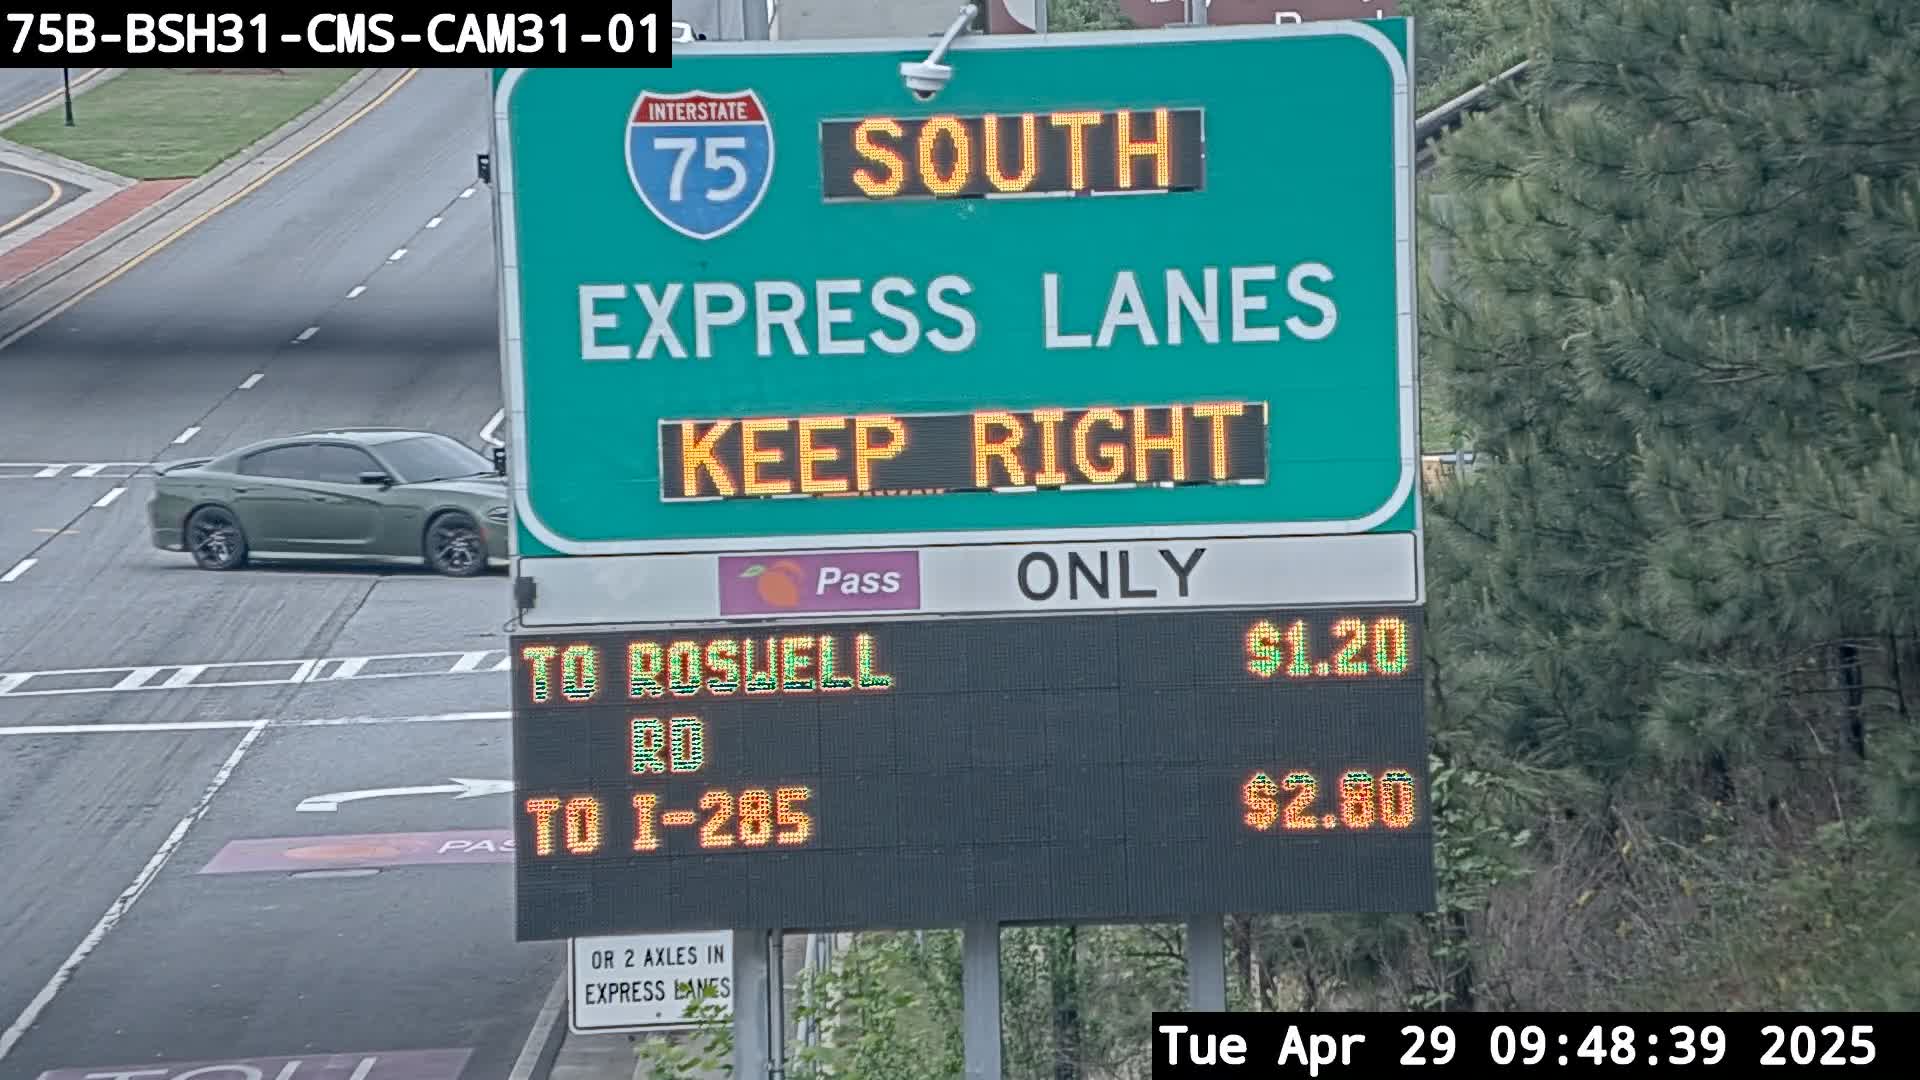 75B-BSH31-CMS-CAM31-01
INTERSTATE
75
SOUTH
EXPRESS LANES
KEEP RIGHT
Pass ONLY
TO ROSWELL $1.20
RD
TO I-285 $2.80
OR 2 AXLES IN
EXPRESS LANES
TOLL
Tue Apr 29 09:48:39 2025